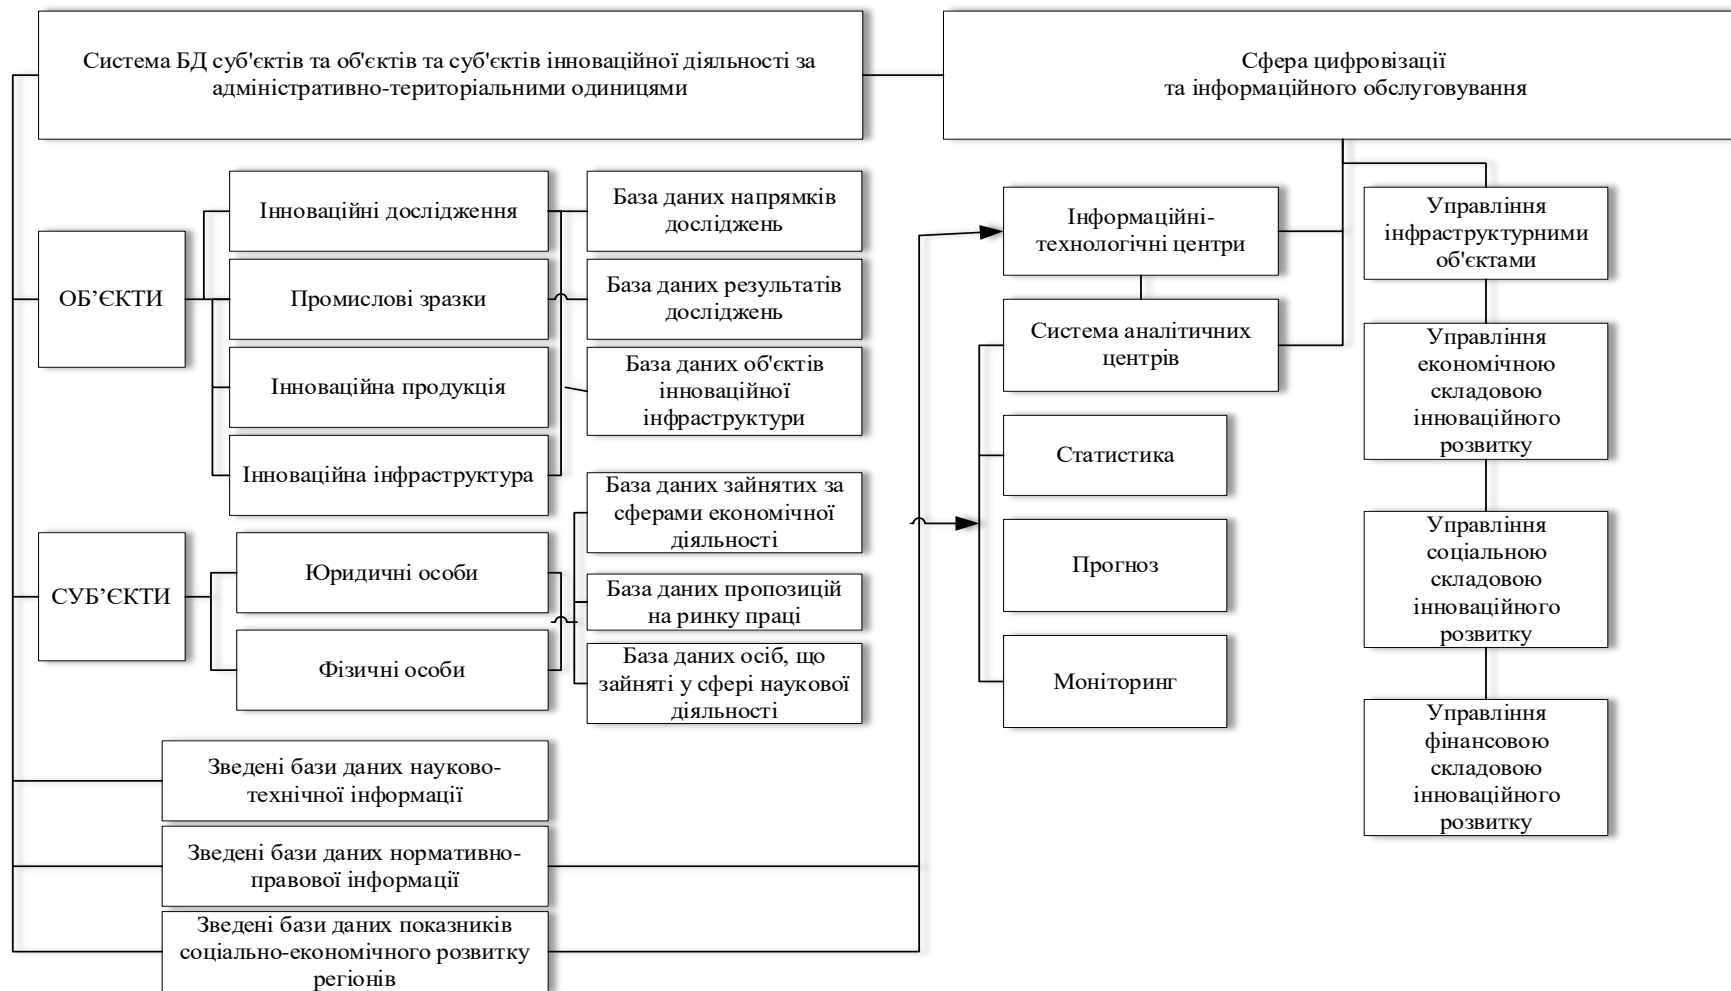 Система БД суб'єктів та об'єктів та суб'єктів інноваційної діяльності за
адміністративно-територіальними одиницями
Сфера цифровізації
та інформаційного обслуговування
ОБ’ЄКТИ
Інноваційні дослідження
Промислові зразки
Інноваційна продукція
Інноваційна інфраструктура
База даних напрямків
досліджень
База даних результатів
досліджень
База даних об'єктів
інноваційної
інфраструктури
СУБ’ЄКТИ
Юридичні особи
Фізичні особи
База даних зайнятих за
сферами економічної
діяльності
База даних пропозицій
на ринку праці
База даних осіб, що
зайняті у сфері наукової
діяльності
Зведені бази даних науково-
технічної інформації
Зведені бази даних нормативно-
правової інформації
Зведені бази даних показників
соціально-економічного розвитку
регіонів
Інформаційні-
технологічні центри
Система аналітичних
центрів
Статистика
Прогноз
Моніторинг
Управління
інфраструктурними
об'єктами
Управління
економічною
складовою
інноваційного
розвитку
Управління
соціальною
складовою
інноваційного
розвитку
Управління
фінансовою
складовою
інноваційного
розвитку